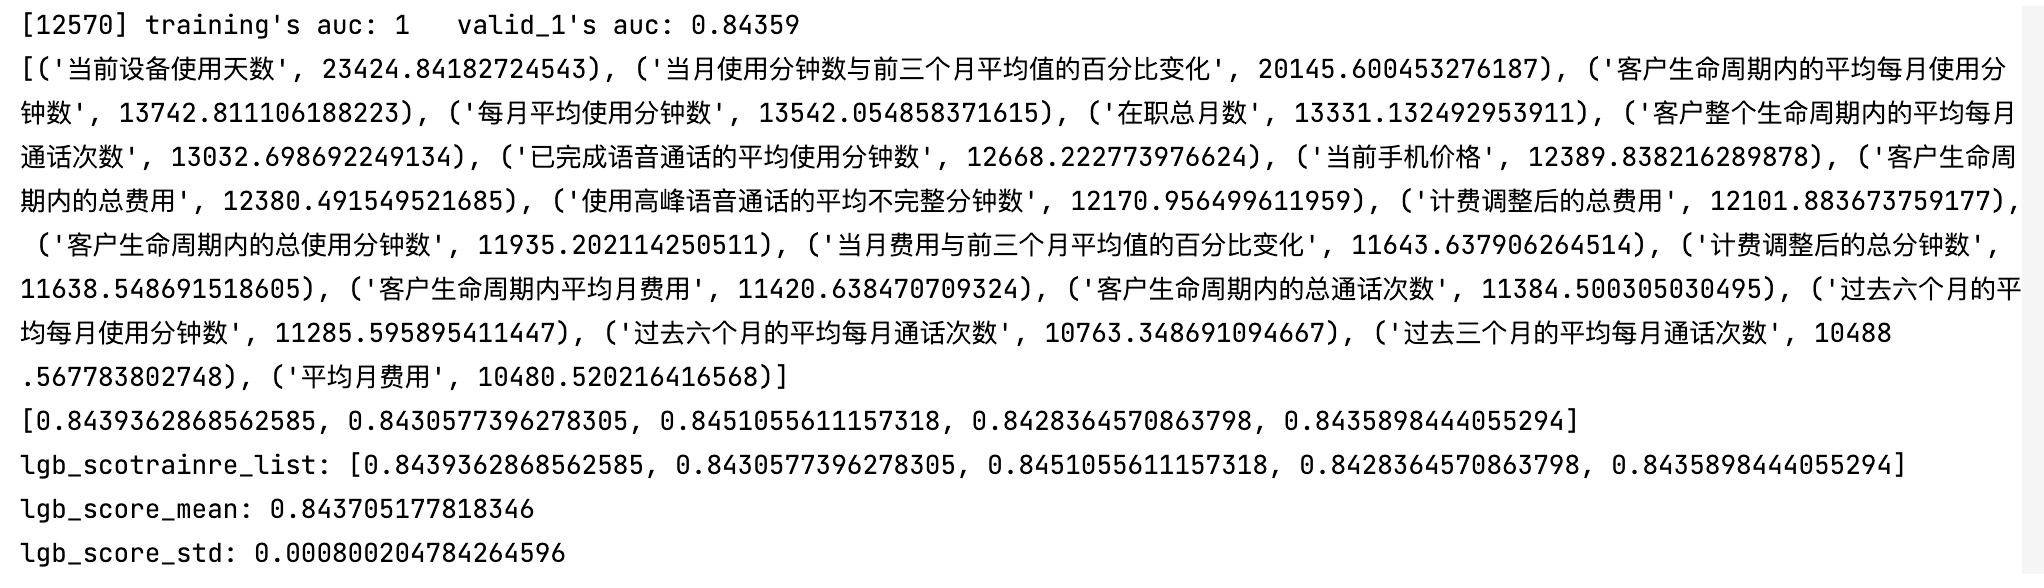 [12570] training's auc: 1   valid_1's auc: 0.84359
[('当前设备使用天数', 23424.84182724543), ('当月使用分钟数与前三个月平均值的百分比变化', 20145.600453276187), ('客户生命周期内的平均每月使用分
钟数', 13742.811106188223), ('每月平均使用分钟数', 13542.054858371615), ('在职总月数', 13331.132492953911), ('客户整个生命周期内的平均每月
通话次数', 13032.698692249134), ('已完成语音通话的平均使用分钟数', 12668.222773976624), ('当前手机价格', 12389.838216289878), ('客户生命周
期内的总费用', 12380.491549521685), ('使用高峰语音通话的平均不完整分钟数', 12170.956499611959), ('计费调整后的总费用', 12101.883673759177),
 ('客户生命周期内的总使用分钟数', 11935.202114250511), ('当月费用与前三个月平均值的百分比变化', 11643.637906264514), ('计费调整后的总分钟数',
11638.548691518605), ('客户生命周期内平均月费用', 11420.638470709324), ('客户生命周期内的总通话次数', 11384.500305030495), ('过去六个月的平
均每月使用分钟数', 11285.595895411447), ('过去六个月的平均每月通话次数', 10763.348691094667), ('过去三个月的平均每月通话次数', 10488
.567783802748), ('平均月费用', 10480.520216416568)]
[0.8439362868562585, 0.8430577396278305, 0.8451055611157318, 0.8428364570863798, 0.8435898444055294]
lgb_scotrainre_list: [0.8439362868562585, 0.8430577396278305, 0.8451055611157318, 0.8428364570863798, 0.8435898444055294]
lgb_score_mean: 0.843705177818346
lgb_score_std: 0.000800204784264596